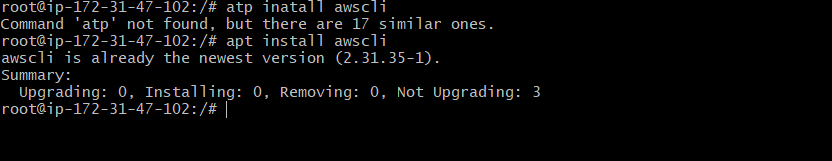 root@ip-172-31-47-102:/# atp inatall awscli
Command 'atp' not found, but there are 17 similar ones.
root@ip-172-31-47-102:/# apt install awscli
awscli is already the newest version (2.31.35-1).
Summary:
  Upgrading: 0, Installing: 0, Removing: 0, Not Upgrading: 3
root@ip-172-31-47-102:/#